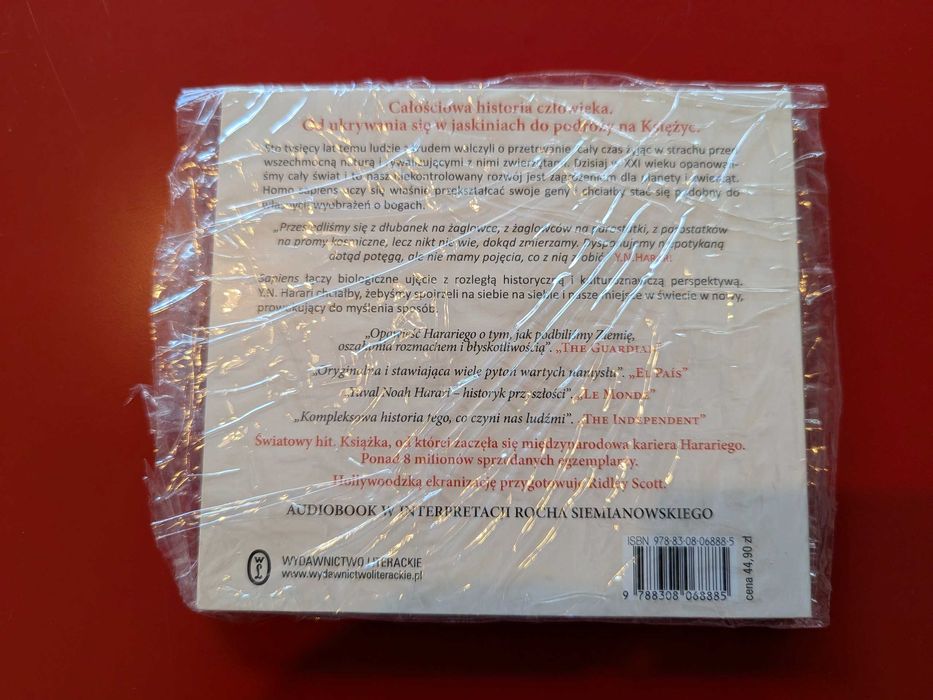 Całościowa historia człowieka.
Od ukrywania się w jaskiniach do podróży na Księżyc.
Sto tysięcy lat temu ludzie z trudem walczyli o przetrwanie, cały czas żyjąc w strachu przed
wszechmocną naturą i rywalizującymi z nimi zwierzętami. Dzisiaj w XXI wieku opanowa-
liśmy cały świat i to nasz niekontrolowany rozwój jest zagrożeniem dla planety i zwierząt.
Homo sapiens uczy się właśnie przekształcać swoje geny i chciałby stać się podobny do
własnych wyobrażeń o bogach.
„Przesiedliśmy się z dłubanek na żaglowce, z żaglowców na parostatki, z parostatków
na promy kosmiczne, lecz nikt nie wie, dokąd zmierzamy. Dysponujemy niespotykaną
dotąd potęgą, ale nie mamy pojęcia, co z nią zrobić" Y.N. Harari
Sapiens łączy biologiczne ujęcie z rozległą historyczną i kulturoznawczą perspektywą.
Y.N. Harari chciałby, żebyśmy spojrzeli na siebie na siebie i nasze miejsce w świecie w nowy,
prowokujący do myślenia sposób.
„Opowieść Harariego o tym, jak podbiliśmy Ziemię,
oszałamia rozmachem i błyskotliwością”. „The Guardian”
„Oryginalna i stawiająca wiele pytań wartych namysłu”. „El País”
„Yuval Noah Harari – historyk przyszłości”. „Le Monde”
„Kompleksowa historia tego, co czyni nas ludźmi”. „The Independent”
Światowy hit. Książka, od której zaczęła się międzynarodowa kariera Harariego.
Ponad 8 milionów sprzedanych egzemplarzy.
Hollywoodzką ekranizację przygotowuje Ridley Scott.
AUDIOBOOK W INTERPRETACJI ROCHA SIEMIANOWSKIEGO
WYDAWNICTWO LITERACKIE
www.wydawnictwoliterackie.pl
ISBN 978-83-08-06888-5
9 788308 068885
cena 44,90 zł